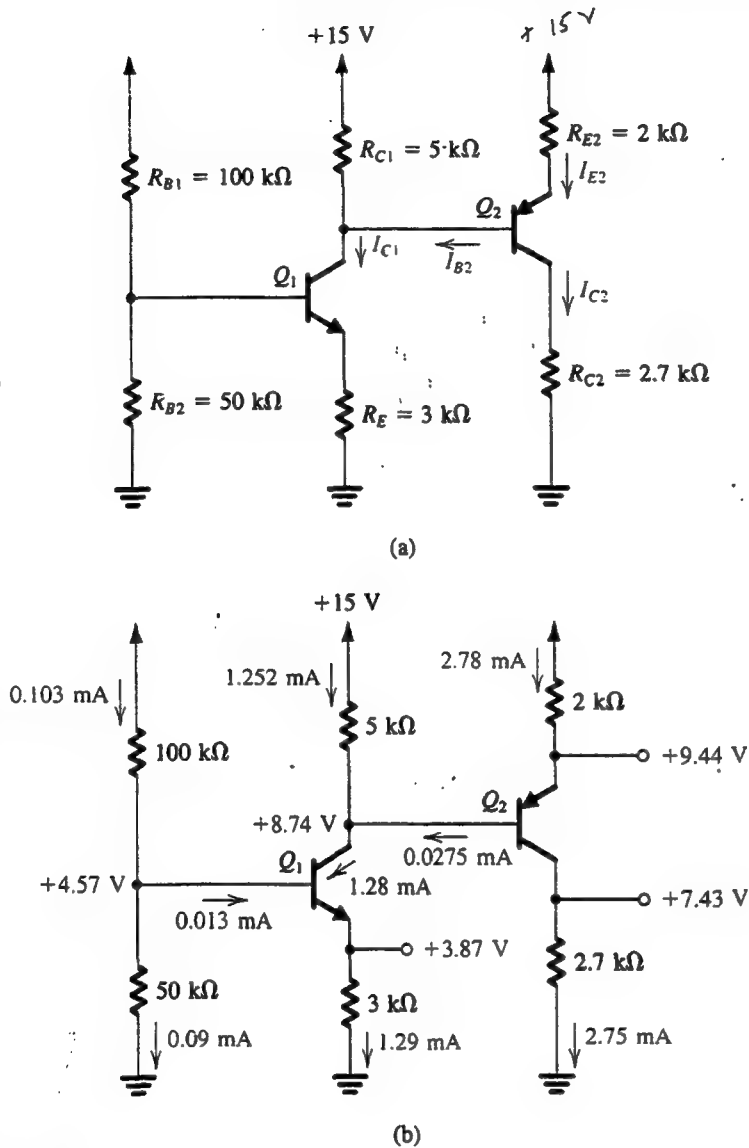 +15 V
+ 15 V
R_{B1} = 100 kΩ
R_{C1} = 5 kΩ
R_{E2} = 2 kΩ
I_{E2}
Q_2
I_{C1}
I_{B2}
Q_1
I_{C2}
R_{B2} = 50 kΩ
R_E = 3 kΩ
R_{C2} = 2.7 kΩ
(a)
+15 V
0.103 mA
1.252 mA
2.78 mA
100 kΩ
5 kΩ
2 kΩ
+9.44 V
Q_2
+8.74 V
0.0275 mA
Q_1
1.28 mA
+4.57 V
0.013 mA
+7.43 V
+3.87 V
50 kΩ
3 kΩ
2.7 kΩ
0.09 mA
1.29 mA
2.75 mA
(b)